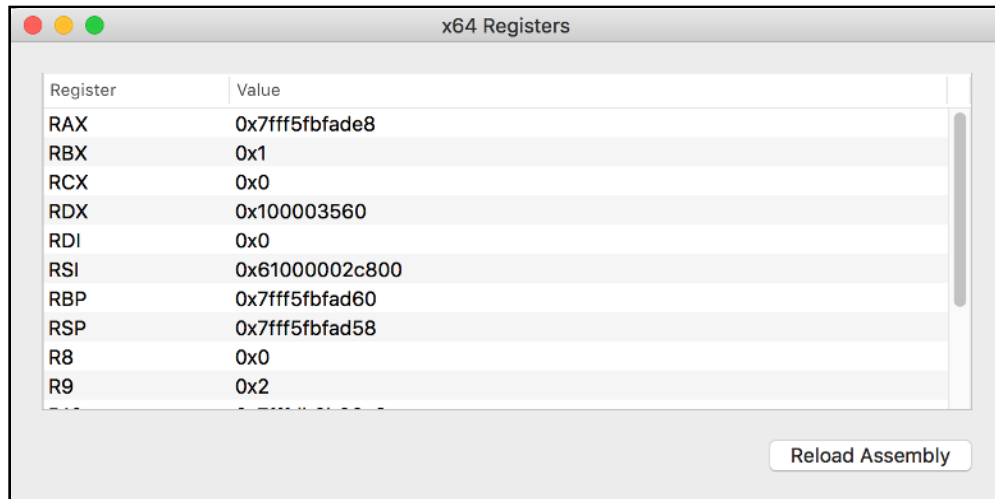 x64 Registers
Register Value
RAX 0x7fff5fbfade8
RBX 0x1
RCX 0x0
RDX 0x100003560
RDI 0x0
RSI 0x61000002c800
RBP 0x7fff5fbfad60
RSP 0x7fff5fbfad58
R8 0x0
R9 0x2
Reload Assembly